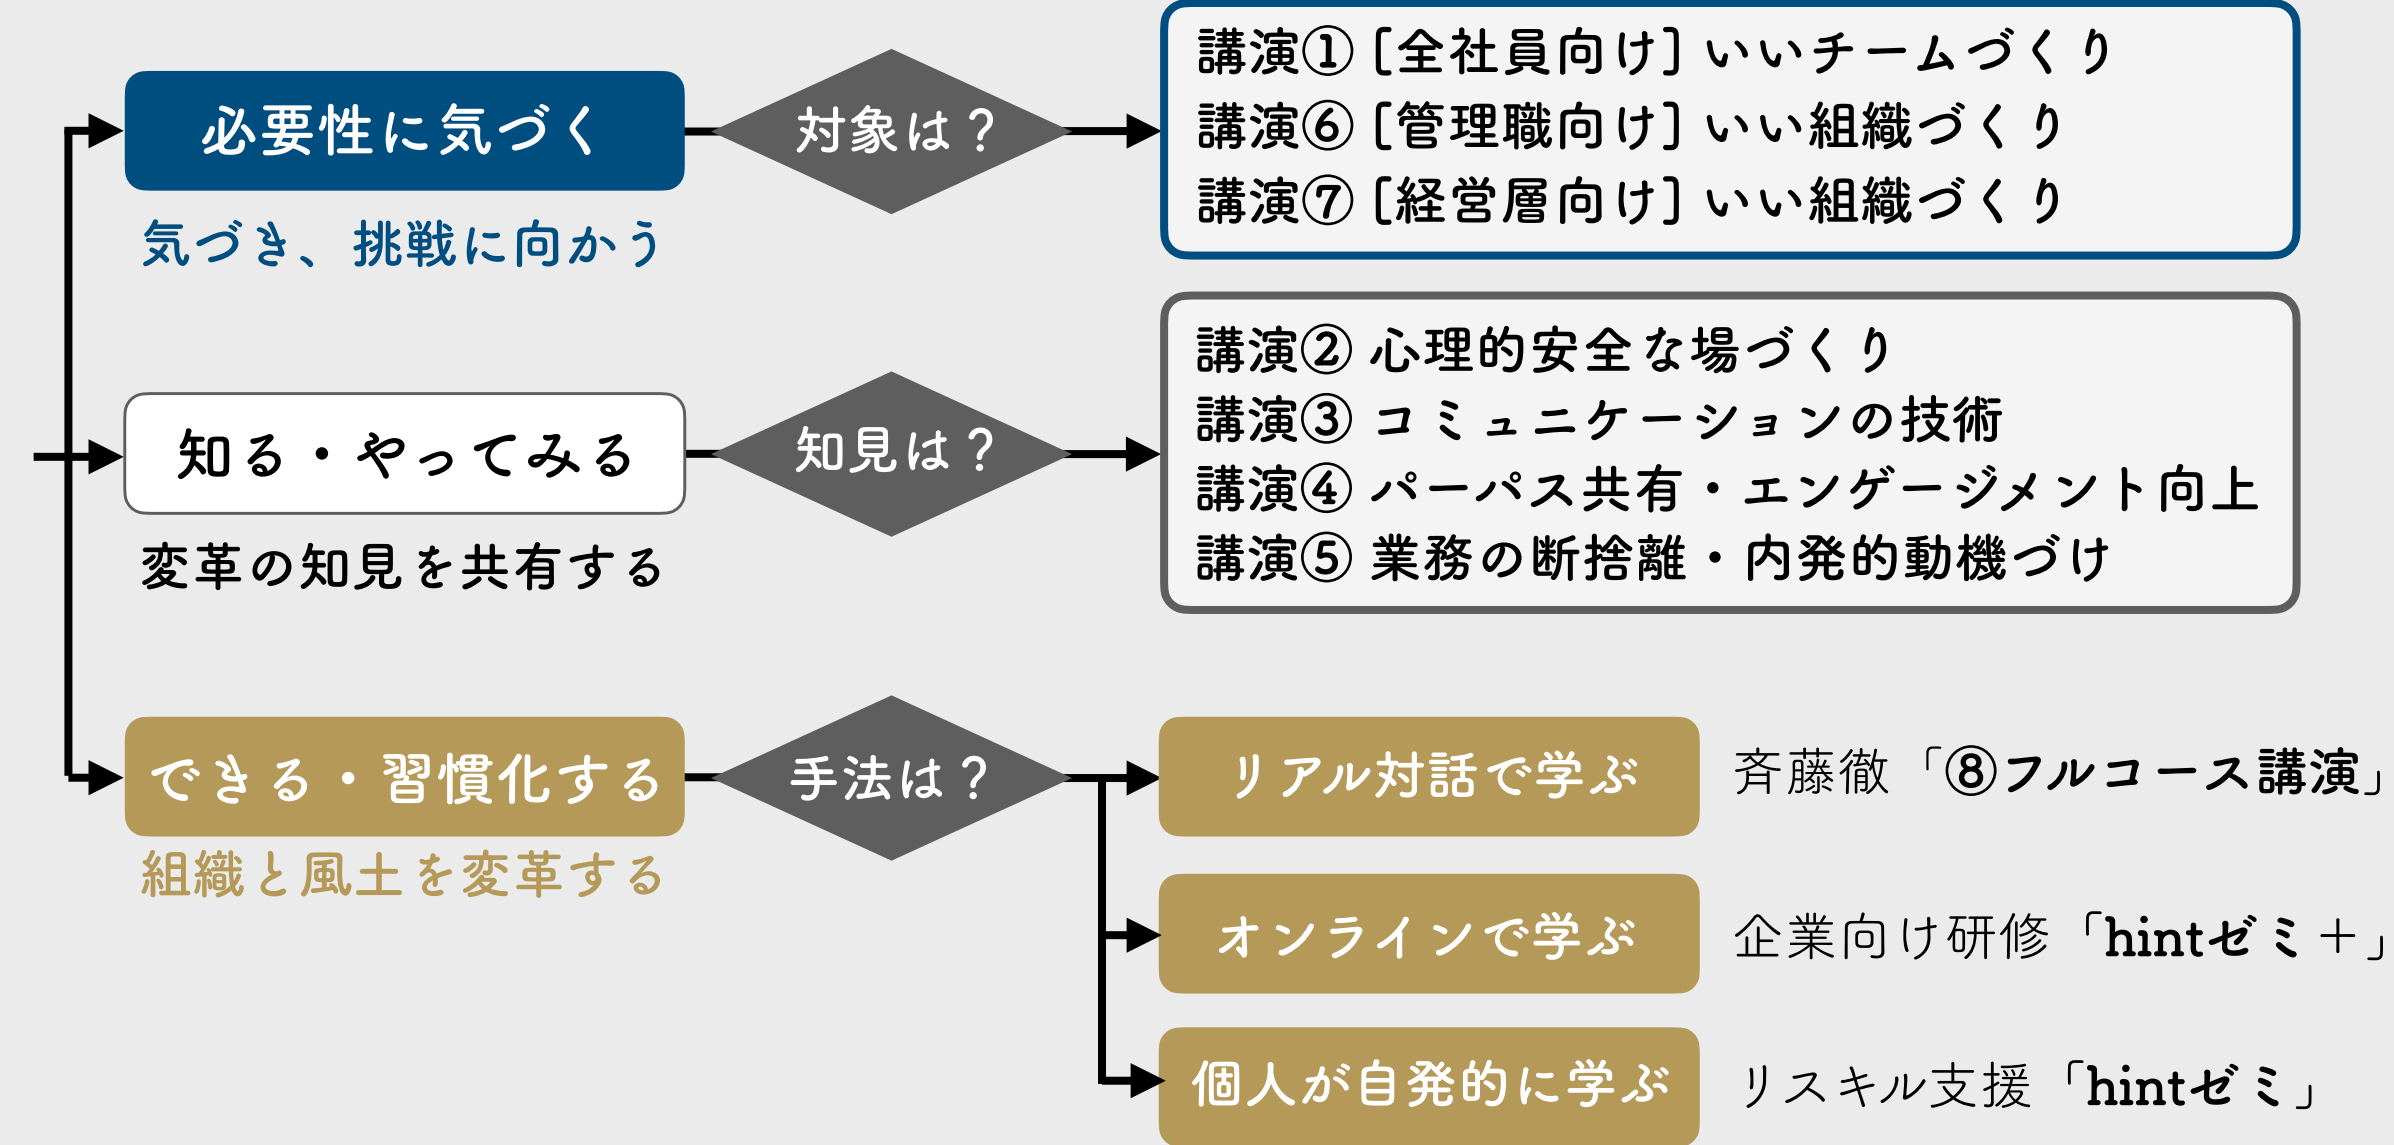 必要性に気づく
気づき、挑戦に向かう
対象は？
講演① [全社員向け] いいチームづくり
講演⑥ [管理職向け] いい組織づくり
講演⑦ [経営層向け] いい組織づくり
知る・やってみる
変革の知見を共有する
知見は？
講演② 心理的安全な場づくり
講演③ コミュニケーションの技術
講演④ パーパス共有・エンゲージメント向上
講演⑤ 業務の断捨離・内発的動機づけ
できる・習慣化する
組織と風土を変革する
手法は？
リアル対話で学ぶ
斉藤徹「⑧フルコース講演」
オンラインで学ぶ
企業向け研修「hintゼミ＋」
個人が自発的に学ぶ
リスキル支援「hintゼミ」